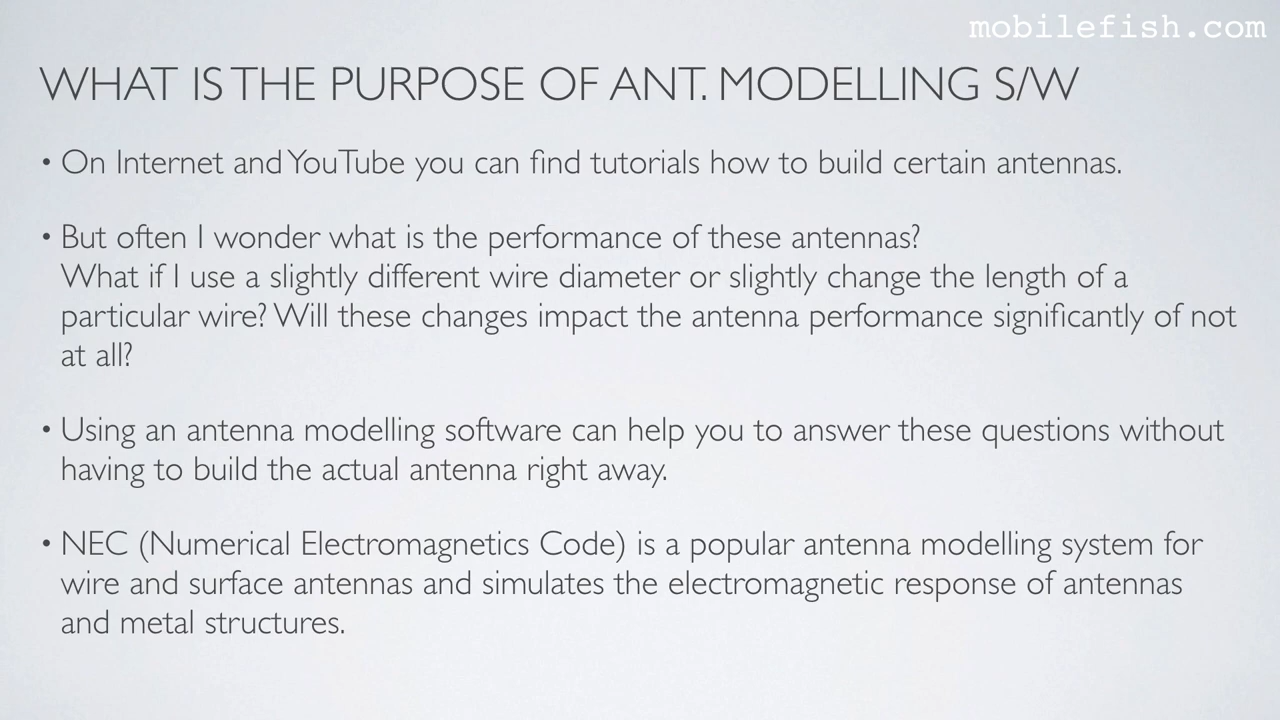 mobilefish.com
WHAT IS THE PURPOSE OF ANT. MODELLING S/W
• On Internet and YouTube you can find tutorials how to build certain antennas.
• But often I wonder what is the performance of these antennas?
What if I use a slightly different wire diameter or slightly change the length of a
particular wire? Will these changes impact the antenna performance significantly of not
at all?
• Using an antenna modelling software can help you to answer these questions without
having to build the actual antenna right away.
• NEC (Numerical Electromagnetics Code) is a popular antenna modelling system for
wire and surface antennas and simulates the electromagnetic response of antennas
and metal structures.